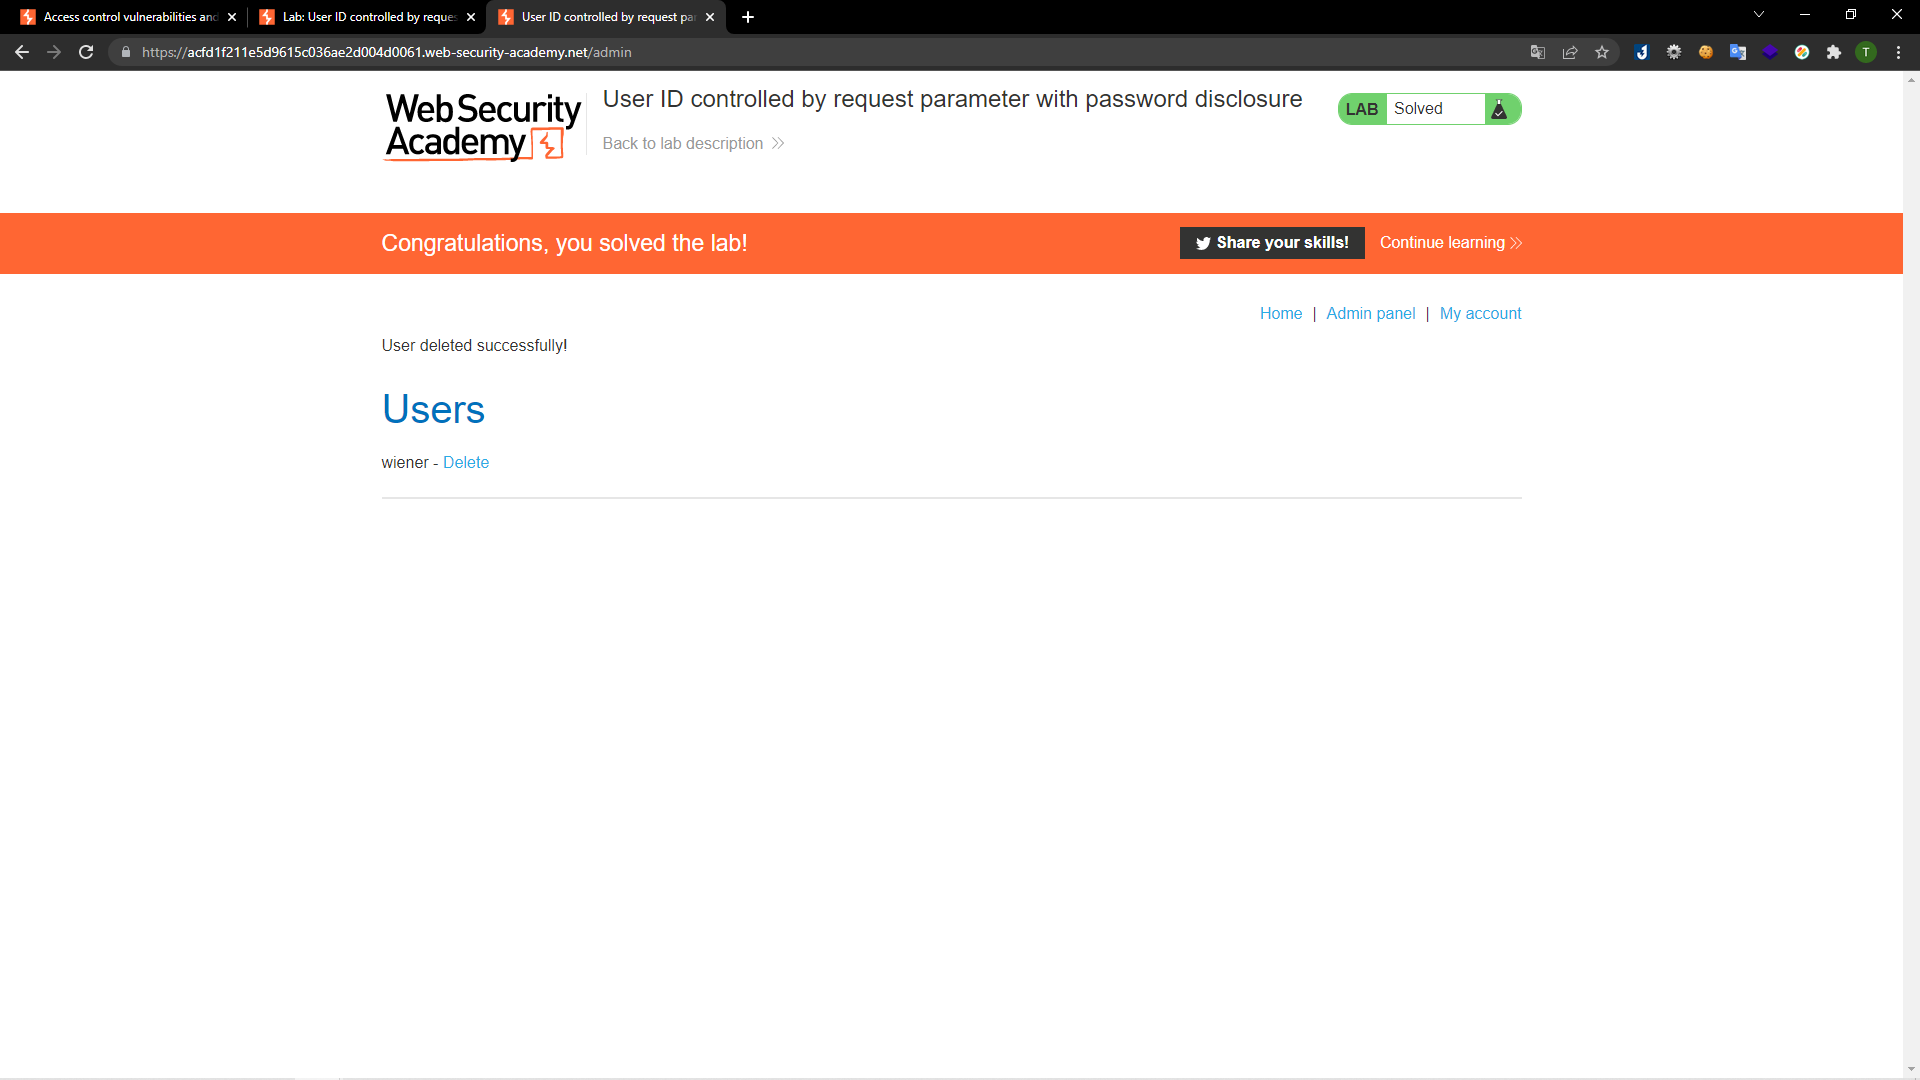 Access control vulnerabilities and
Lab: User ID controlled by reques
User ID controlled by request pa
https://acfd1f211e5d9615c036ae2d004d0061.web-security-academy.net/admin
T
Web Security
Academy
User ID controlled by request parameter with password disclosure
Back to lab description
LAB Solved
Congratulations, you solved the lab!
Share your skills!
Continue learning
Home | Admin panel | My account
User deleted successfully!
Users
wiener - Delete